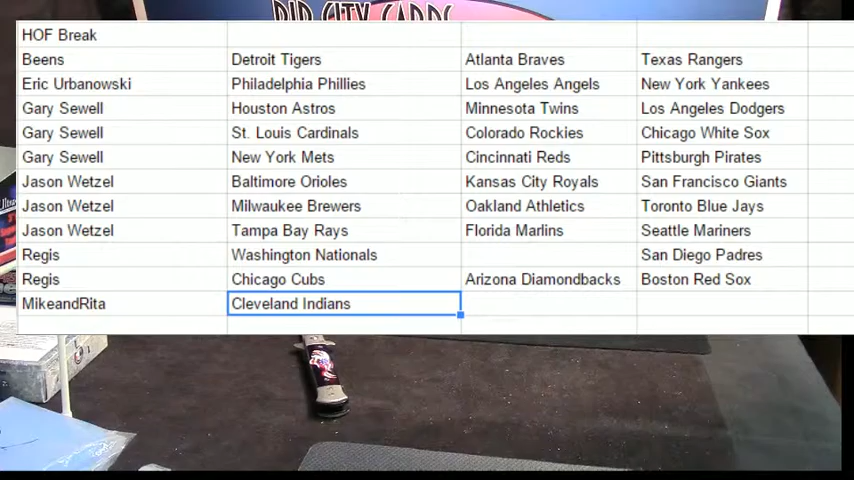 RIP CITY CARDS
HOF Break
Beens Detroit Tigers Atlanta Braves Texas Rangers
Eric Urbanowski Philadelphia Phillies Los Angeles Angels New York Yankees
Gary Sewell Houston Astros Minnesota Twins Los Angeles Dodgers
Gary Sewell St. Louis Cardinals Colorado Rockies Chicago White Sox
Gary Sewell New York Mets Cincinnati Reds Pittsburgh Pirates
Jason Wetzel Baltimore Orioles Kansas City Royals San Francisco Giants
Jason Wetzel Milwaukee Brewers Oakland Athletics Toronto Blue Jays
Jason Wetzel Tampa Bay Rays Florida Marlins Seattle Mariners
Regis Washington Nationals San Diego Padres
Regis Chicago Cubs Arizona Diamondbacks Boston Red Sox
MikeandRita Cleveland Indians